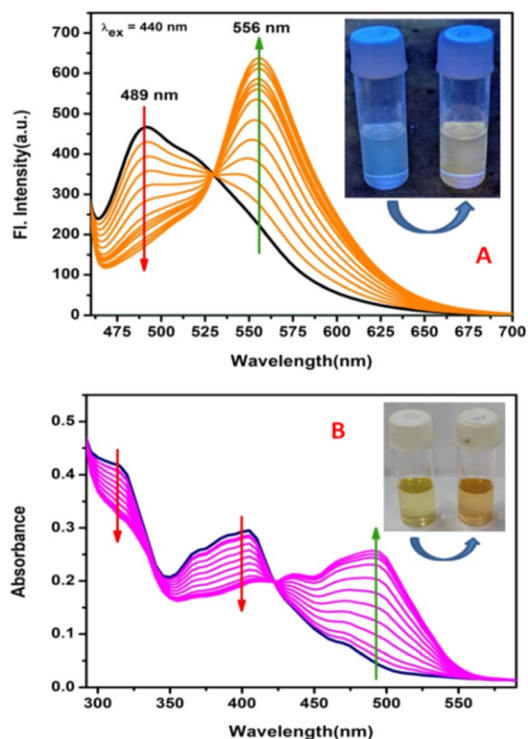 λex = 440 nm
556 nm
489 nm
700
600
500
400
300
200
100
0
Fl. Intensity(a.u.)
A
475 500 525 550 575 600 625 650 675 700
Wavelength(nm)
B
0.5
0.4
0.3
0.2
0.1
0.0
Absorbance
300 350 400 450 500 550
Wavelength(nm)